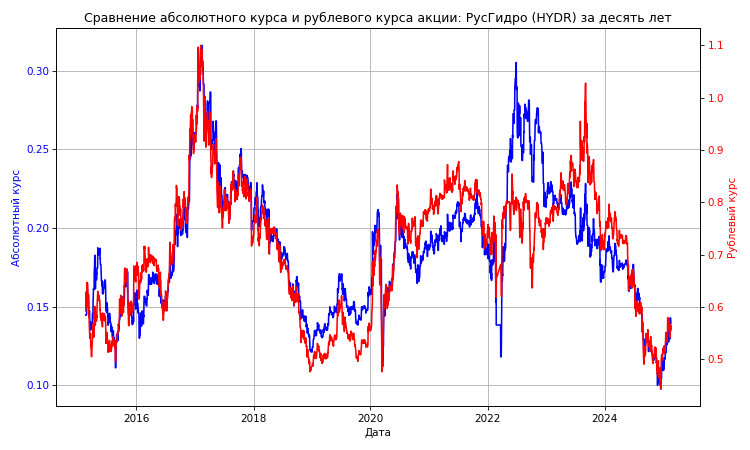 Сравнение абсолютного курса и рублевого курса акции: РусГидро (HYDR) за десять лет
Абсолютный курс
0.30
0.25
0.20
0.15
0.10
1.1
1.0
0.9
0.8
0.7
0.6
0.5
Рублевый курс
2016 2018 2020 2022 2024
Дата